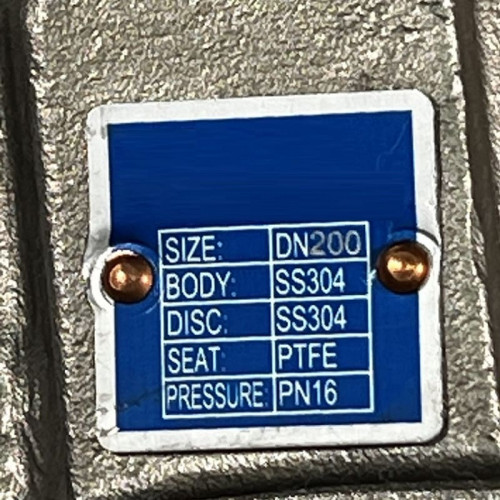 SIZE: DN200
BODY: SS304
DISC: SS304
SEAT: PTFE
PRESSURE: PN16